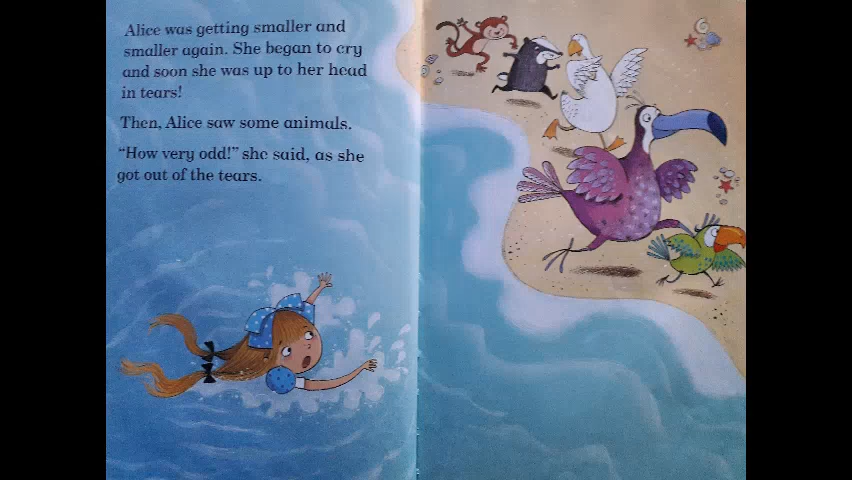 Alice was getting smaller and
smaller again. She began to cry
and soon she was up to her head
in tears!
Then, Alice saw some animals.
“How very odd!” she said, as she
got out of the tears.